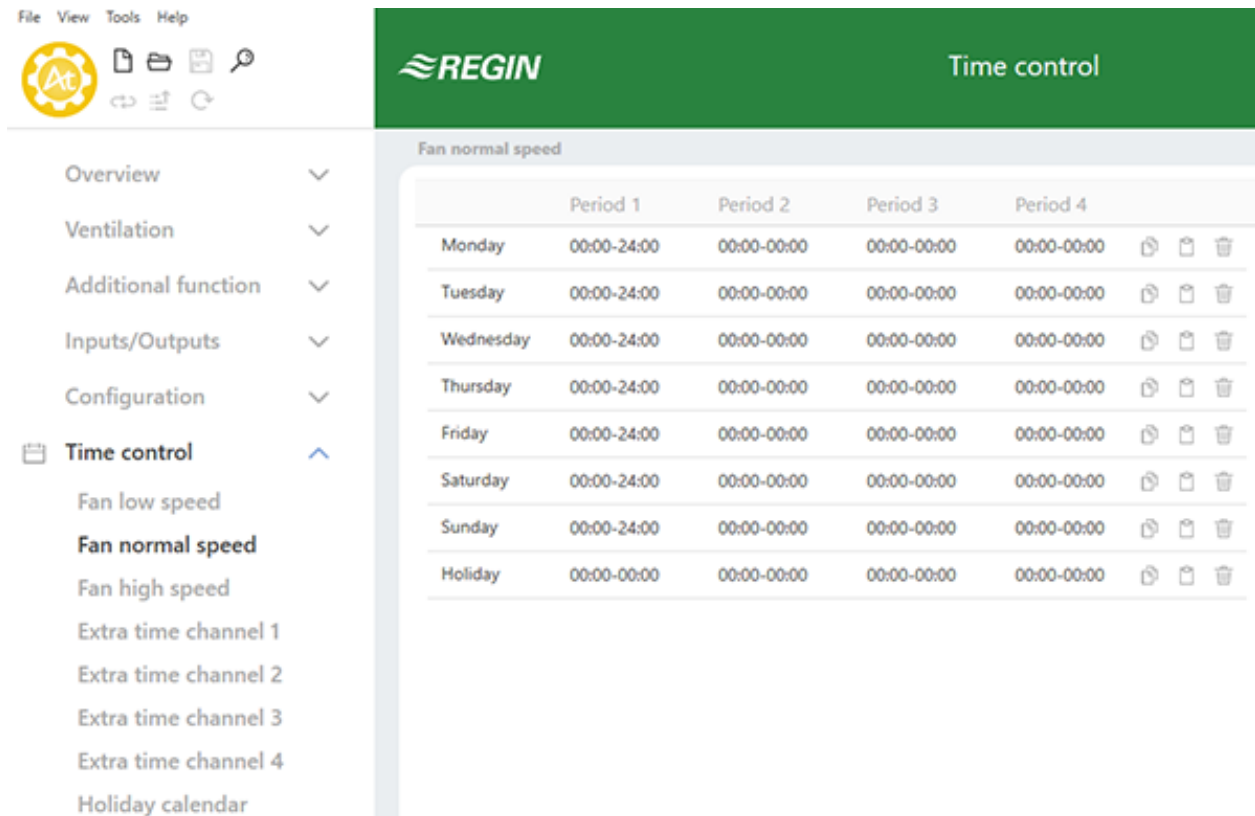 File View Tools Help
At
REGIN
Time control
Overview
Ventilation
Additional function
Inputs/Outputs
Configuration
Time control
Fan low speed
Fan normal speed
Fan high speed
Extra time channel 1
Extra time channel 2
Extra time channel 3
Extra time channel 4
Holiday calendar
Fan normal speed
Period 1 Period 2 Period 3 Period 4
Monday 00:00-24:00 00:00-00:00 00:00-00:00 00:00-00:00
Tuesday 00:00-24:00 00:00-00:00 00:00-00:00 00:00-00:00
Wednesday 00:00-24:00 00:00-00:00 00:00-00:00 00:00-00:00
Thursday 00:00-24:00 00:00-00:00 00:00-00:00 00:00-00:00
Friday 00:00-24:00 00:00-00:00 00:00-00:00 00:00-00:00
Saturday 00:00-24:00 00:00-00:00 00:00-00:00 00:00-00:00
Sunday 00:00-24:00 00:00-00:00 00:00-00:00 00:00-00:00
Holiday 00:00-00:00 00:00-00:00 00:00-00:00 00:00-00:00